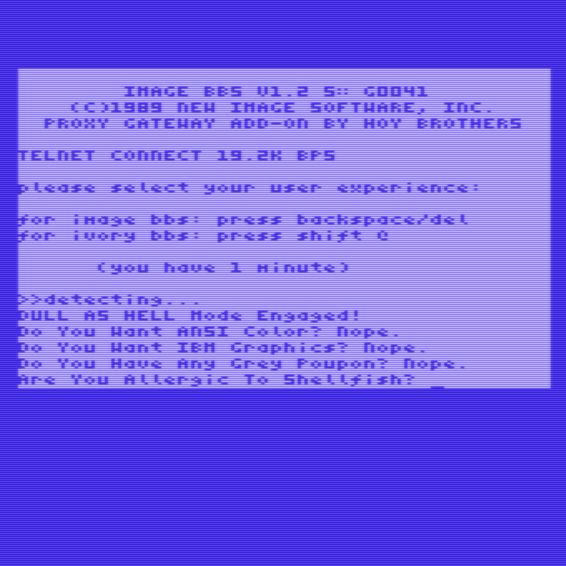 IMAGE BBS V1.2 S:: G0041
(C)1989 NEW IMAGE SOFTWARE, INC.
PROXY GATEWAY ADD-ON BY HOY BROTHERS
TELNET CONNECT 19.2K BPS
please select your user experience:
for image bbs: press backspace/del
for ivory bbs: press shift @
(you have 1 minute)
>>detecting...
DULL AS HELL Mode Engaged!
Do You Want ANSI Color? Nope.
Do You Want IBM Graphics? Nope.
Do You Have Any Grey Poupon? Nope.
Are You Allergic To Shellfish? _